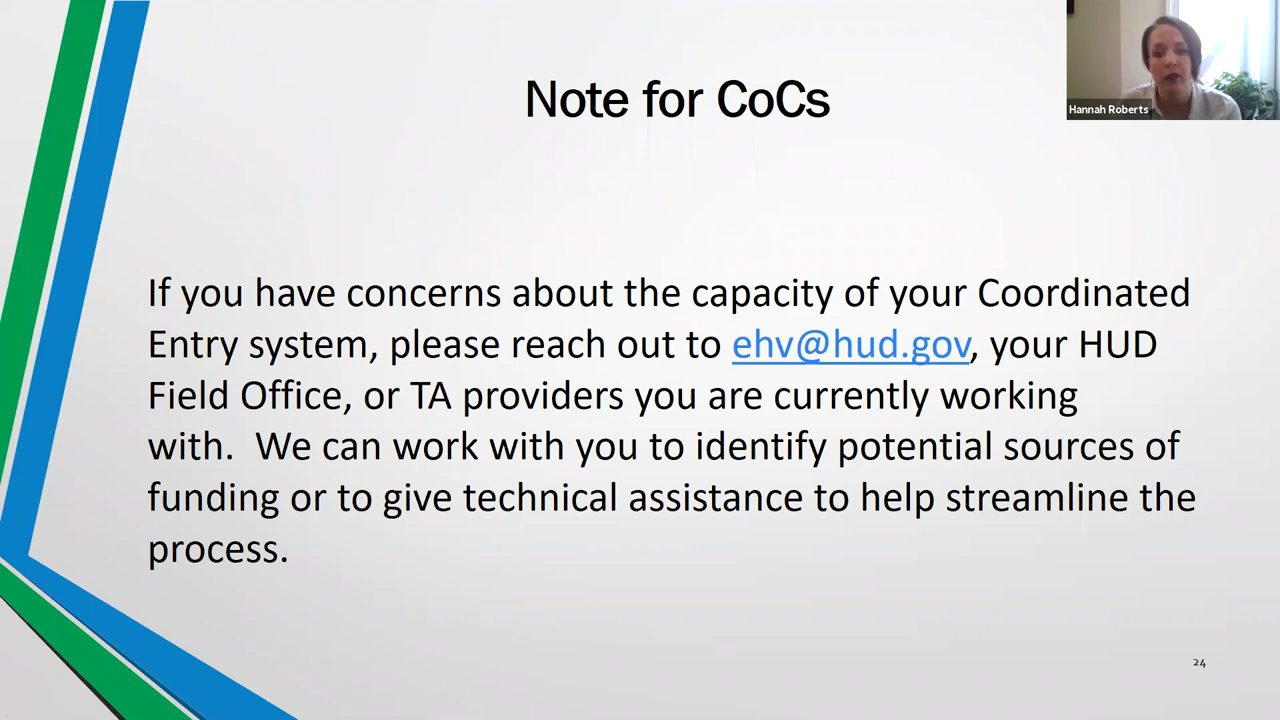 Note for CoCs
Hannah Roberts
If you have concerns about the capacity of your Coordinated
Entry system, please reach out to ehv@hud.gov, your HUD
Field Office, or TA providers you are currently working
with.  We can work with you to identify potential sources of
funding or to give technical assistance to help streamline the
process.
24